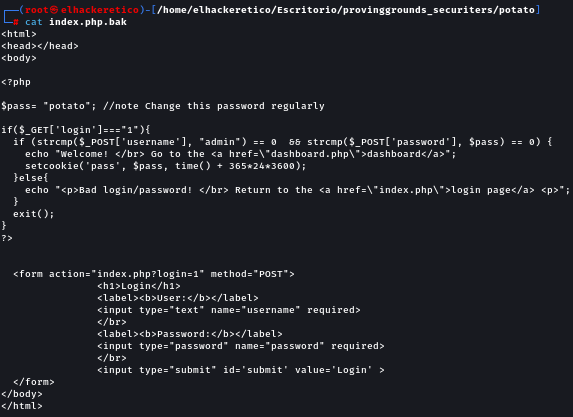 ┌──(root㉿elhackeretico)-[/home/elhackeretico/Escritorio/provinggrounds_securiters/potato]
└─# cat index.php.bak
<html>
<head></head>
<body>

<?php

$pass= "potato"; //note Change this password regularly

if($_GET['login']==="1"){
  if (strcmp($_POST['username'], "admin") == 0  && strcmp($_POST['password'], $pass) == 0) {
    echo "Welcome! </br> Go to the <a href=\"dashboard.php\">dashboard</a>";
    setcookie('pass', $pass, time() + 365*24*3600);
  }else{
    echo "<p>Bad login/password! </br> Return to the <a href=\"index.php\">login page</a> <p>";
  }
  exit();
}
?>


  <form action="index.php?login=1" method="POST">
                <h1>Login</h1>
                <label><b>User:</b></label>
                <input type="text" name="username" required>
                </br>
                <label><b>Password:</b></label>
                <input type="password" name="password" required>
                </br>
                <input type="submit" id='submit' value='Login' >
  </form>
</body>
</html>